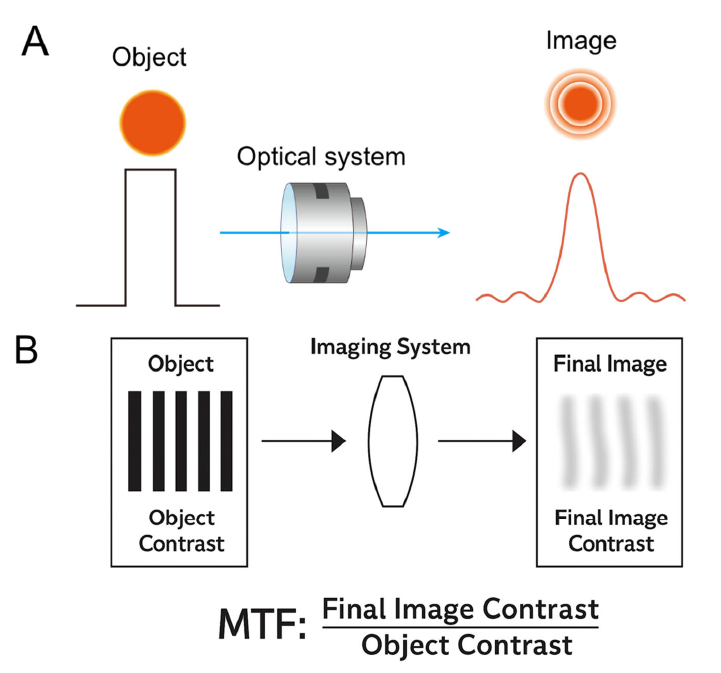 A
Object
Image
Optical system
B
Object
Object
Contrast
Imaging System
Final Image
Final Image
Contrast
MTF: Final Image Contrast
Object Contrast